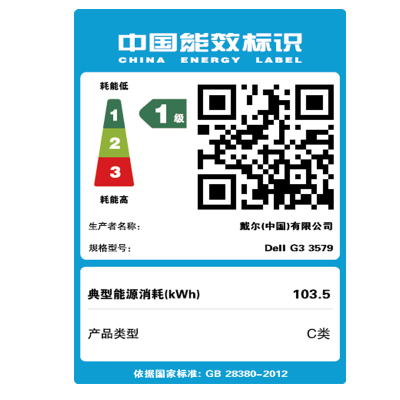 中国能效标识
CHINA ENERGY LABEL
耗能低
1
1级
2
3
耗能高
生产者名称: 戴尔(中国)有限公司
规格型号: Dell G3 3579
典型能源消耗(kWh) 103.5
产品类型 C类
依据国家标准: GB 28380-2012